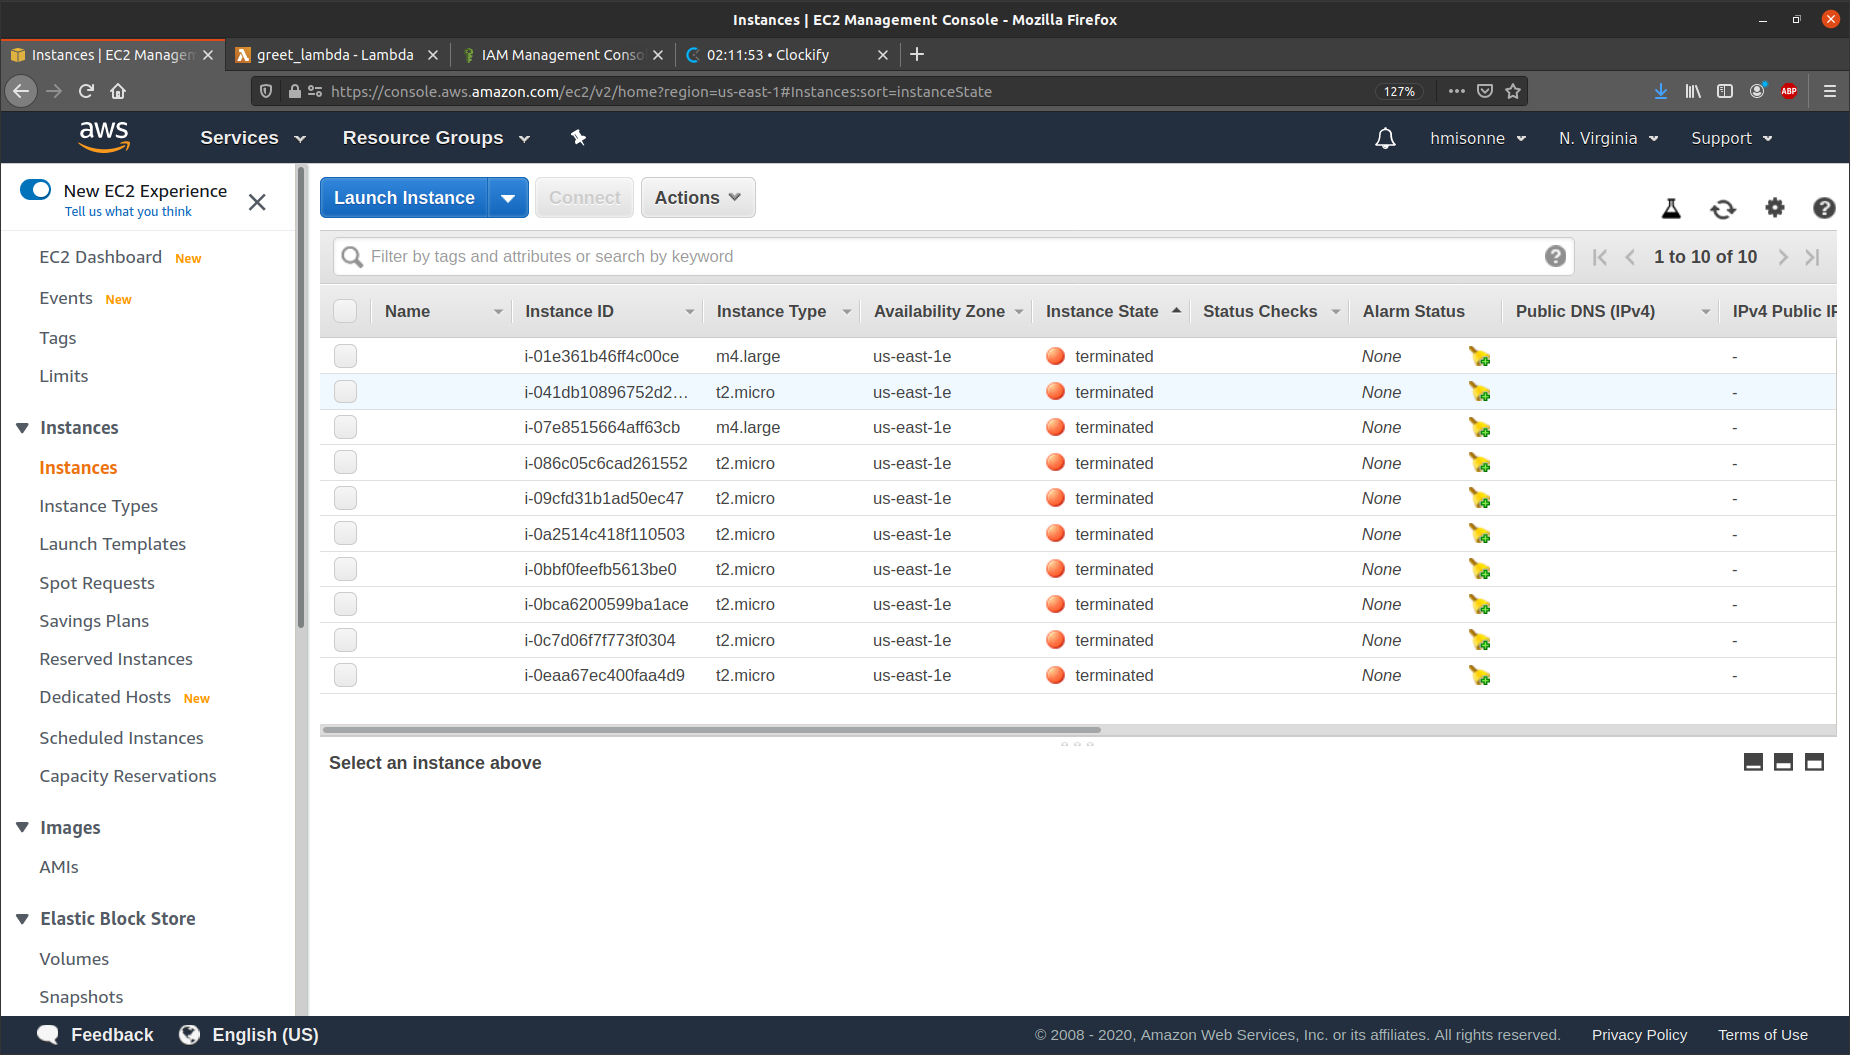 Instances | EC2 Management Console - Mozilla Firefox
Instances | EC2 Managem
greet_lambda - Lambda
IAM Management Conso
02:11:53 • Clockify
https://console.aws.amazon.com/ec2/v2/home?region=us-east-1#Instances:sort=instanceState
127%
ABP
aws
Services
Resource Groups
hmisonne
N. Virginia
Support
New EC2 Experience
Tell us what you think
EC2 Dashboard New
Events New
Tags
Limits
Instances
Instances
Instance Types
Launch Templates
Spot Requests
Savings Plans
Reserved Instances
Dedicated Hosts New
Scheduled Instances
Capacity Reservations
Images
AMIs
Elastic Block Store
Volumes
Snapshots
Launch Instance
Connect
Actions
Filter by tags and attributes or search by keyword
1 to 10 of 10
Name Instance ID Instance Type Availability Zone Instance State Status Checks Alarm Status Public DNS (IPv4) IPv4 Public IP
i-01e361b46ff4c00ce m4.large us-east-1e terminated None -
i-041db10896752d2… t2.micro us-east-1e terminated None -
i-07e8515664aff63cb m4.large us-east-1e terminated None -
i-086c05c6cad261552 t2.micro us-east-1e terminated None -
i-09cfd31b1ad50ec47 t2.micro us-east-1e terminated None -
i-0a2514c418f110503 t2.micro us-east-1e terminated None -
i-0bbf0feefb5613be0 t2.micro us-east-1e terminated None -
i-0bca6200599ba1ace t2.micro us-east-1e terminated None -
i-0c7d06f7f773f0304 t2.micro us-east-1e terminated None -
i-0eaa67ec400faa4d9 t2.micro us-east-1e terminated None -
Select an instance above
Feedback
English (US)
© 2008 - 2020, Amazon Web Services, Inc. or its affiliates. All rights reserved.
Privacy Policy
Terms of Use